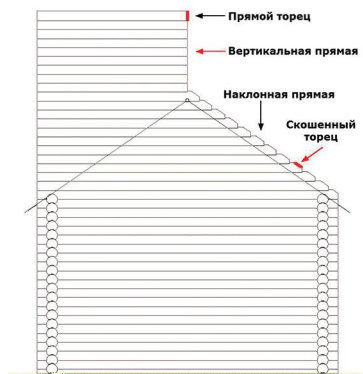 Прямой торец
Вертикальная прямая
Наклонная прямая
Скошенный
торец